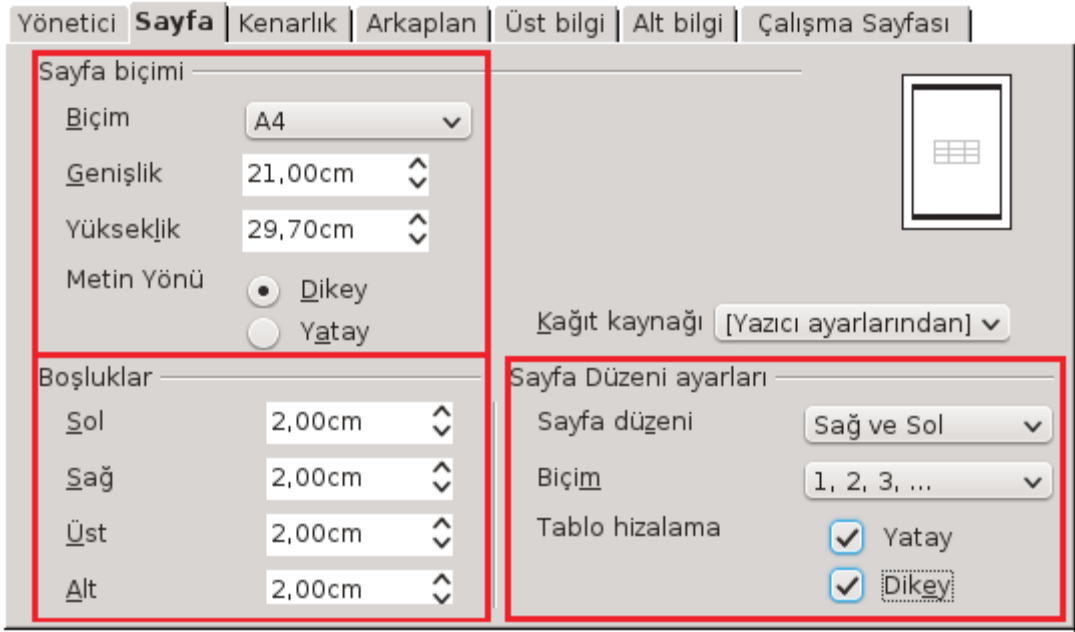 Yönetici Sayfa Kenarlık Arkaplan Üst bilgi Alt bilgi Çalışma Sayfası
Sayfa biçimi
Biçim A4
Genişlik 21,00cm
Yükseklik 29,70cm
Metin Yönü Dikey
Yatay
Kağıt kaynağı [Yazıcı ayarlarından]
Boşluklar
Sol 2,00cm
Sağ 2,00cm
Üst 2,00cm
Alt 2,00cm
Sayfa Düzeni ayarları
Sayfa düzeni Sağ ve Sol
Biçim 1, 2, 3, ...
Tablo hizalama Yatay
Dikey